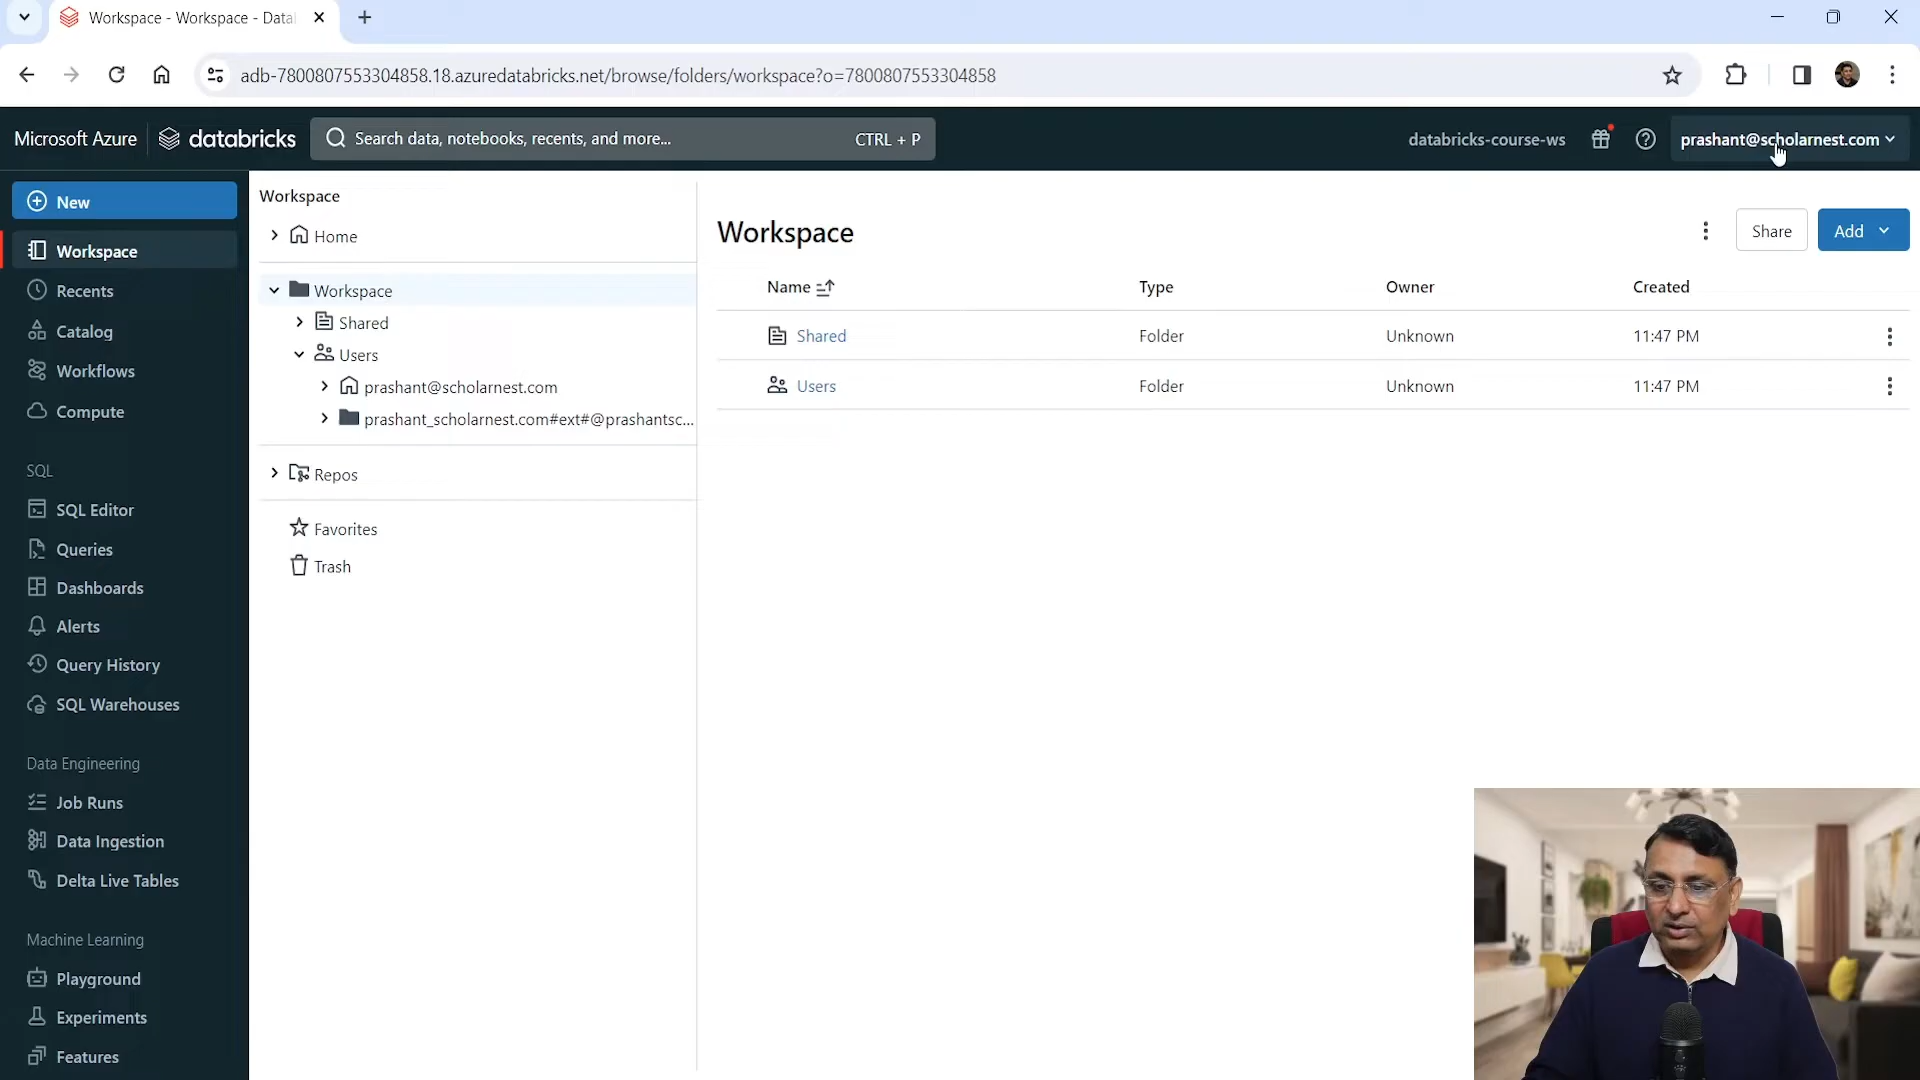 Workspace - Workspace - Data
adb-7800807553304858.18.azuredatabricks.net/browse/folders/workspace?o=7800807553304858
Microsoft Azure
databricks
Search data, notebooks, recents, and more...
CTRL + P
databricks-course-ws
prashant@scholarnest.com
New
Workspace
Recents
Catalog
Workflows
Compute
SQL
SQL Editor
Queries
Dashboards
Alerts
Query History
SQL Warehouses
Data Engineering
Job Runs
Data Ingestion
Delta Live Tables
Machine Learning
Playground
Experiments
Features
Workspace
Home
Workspace
Shared
Users
prashant@scholarnest.com
prashant_scholarnest.com#ext#@prashantsc...
Repos
Favorites
Trash
Workspace
Share
Add
Name Type Owner Created
Shared Folder Unknown 11:47 PM
Users Folder Unknown 11:47 PM